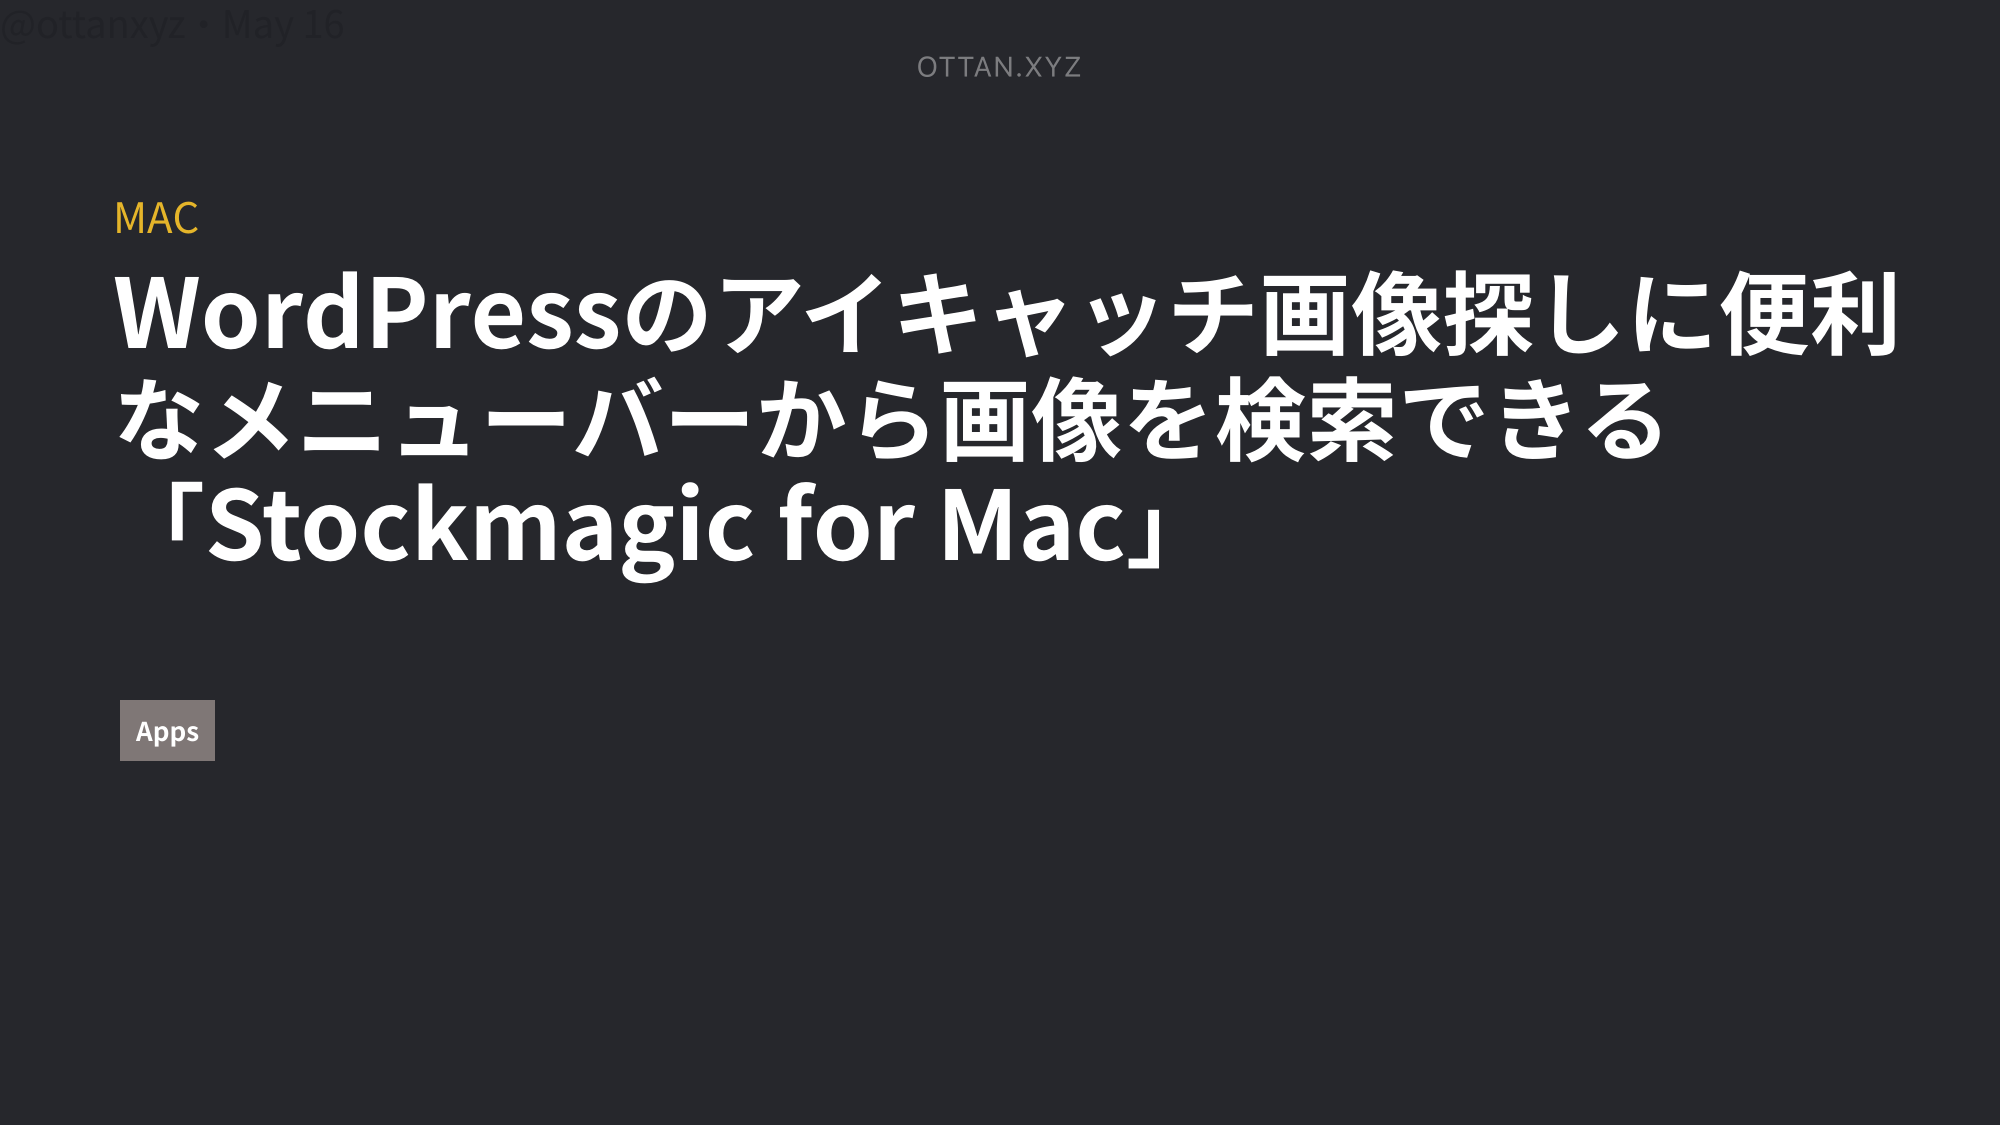 @ottanxyz・May 16
OTTAN.XYZ
MAC
WordPressのアイキャッチ画像探しに便利
なメニューバーから画像を検索できる
「Stockmagic for Mac」
Apps